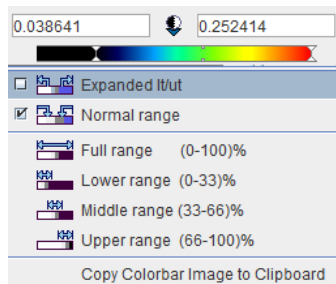 0.038641 0.252414
Expanded lt/ut
Normal range
Full range (0-100)%
Lower range (0-33)%
Middle range (33-66)%
Upper range (66-100)%
Copy Colorbar Image to Clipboard